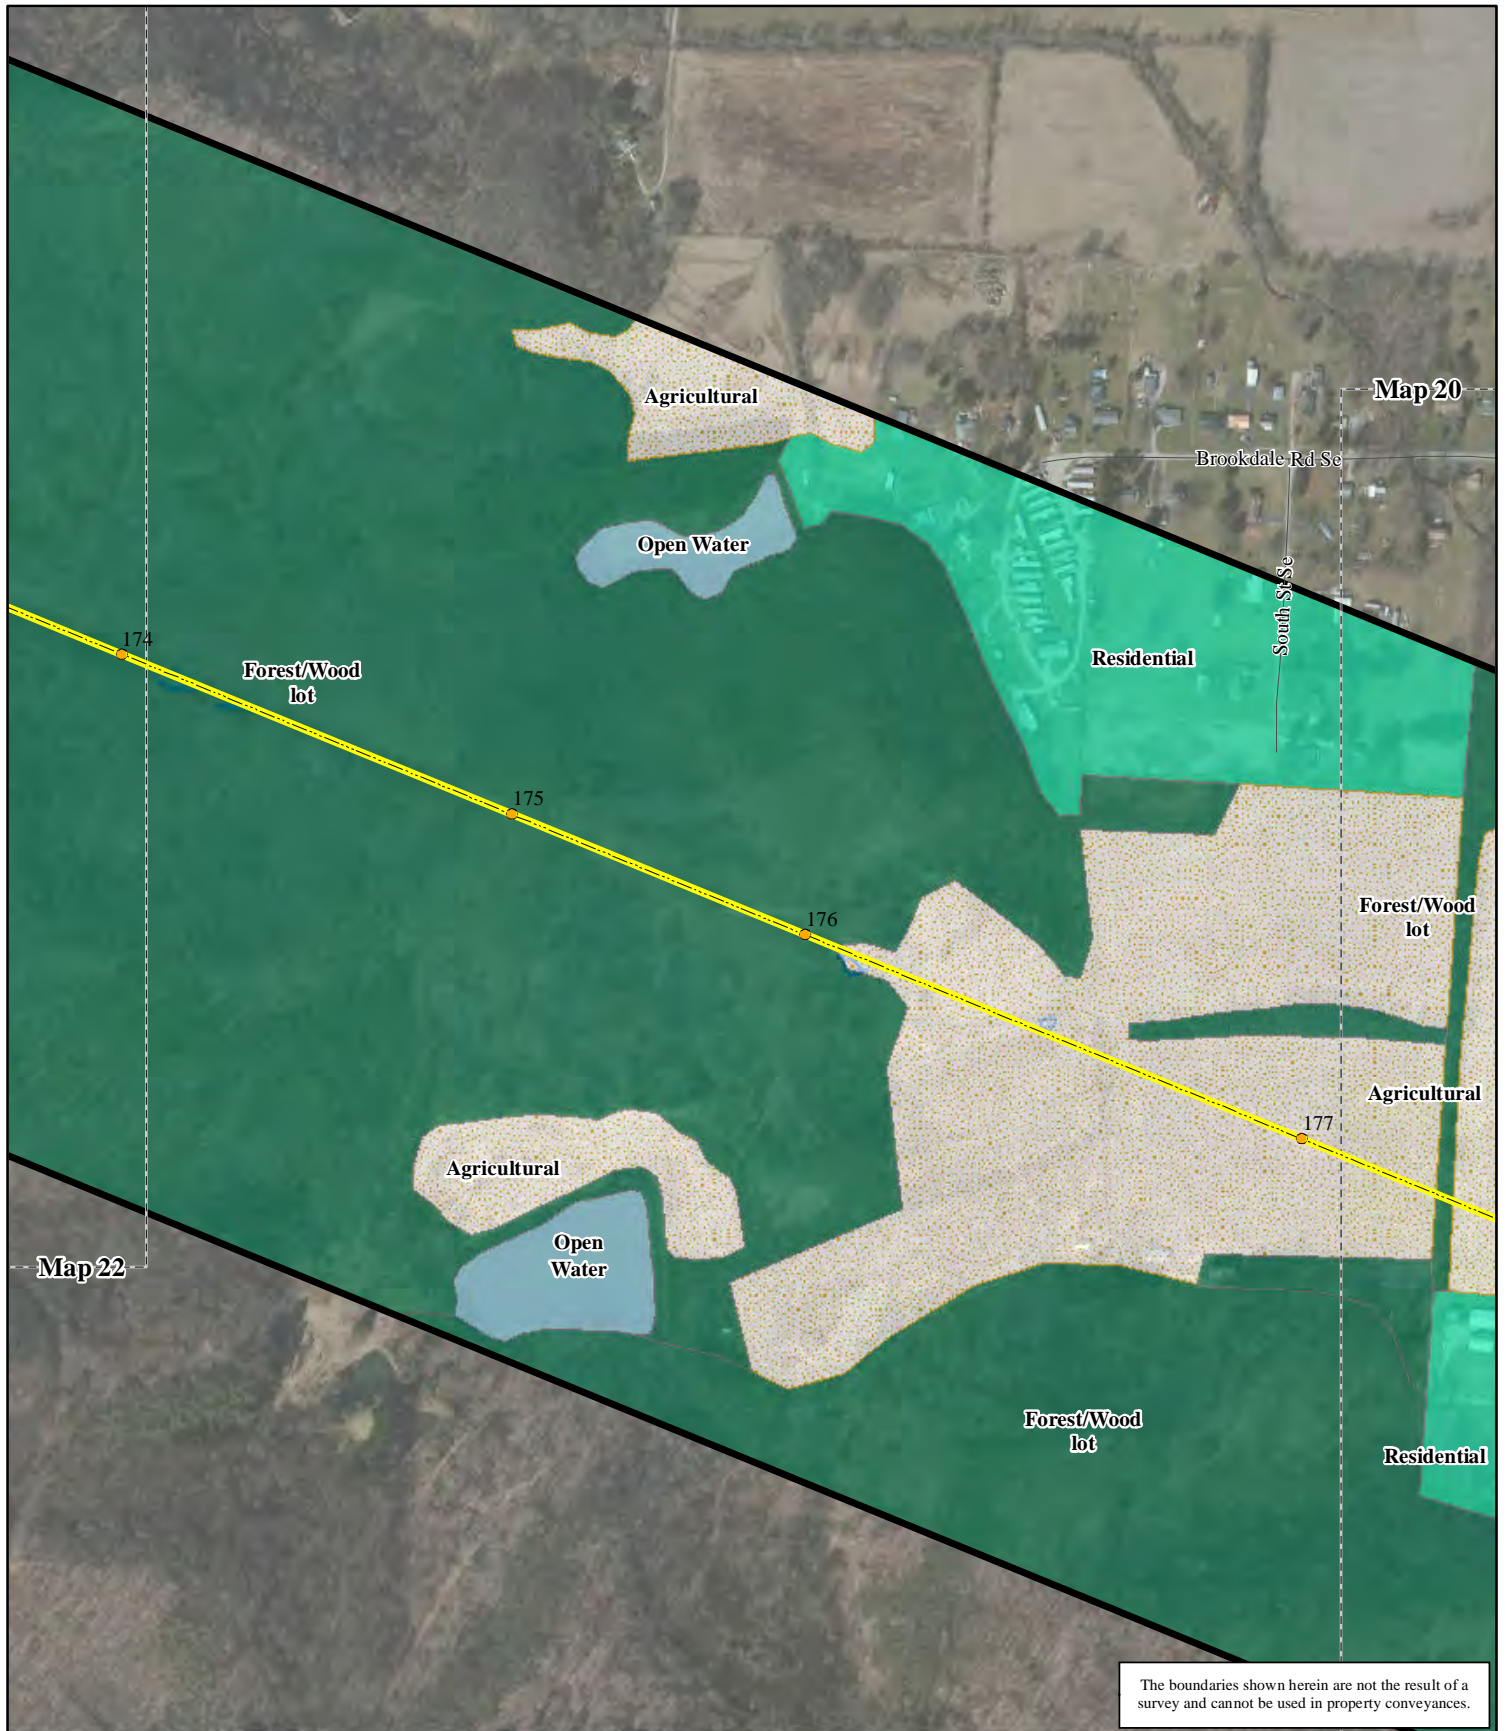 Agricultural
Map 20
Brookdale Rd Se
Open Water
South St Se
174
Forest/Wood
lot
Residential
175
176
Forest/Wood
lot
Agricultural
177
Agricultural
Open
Water
Map 22
Forest/Wood
lot
Residential
The boundaries shown herein are not the result of a
survey and cannot be used in property conveyances.